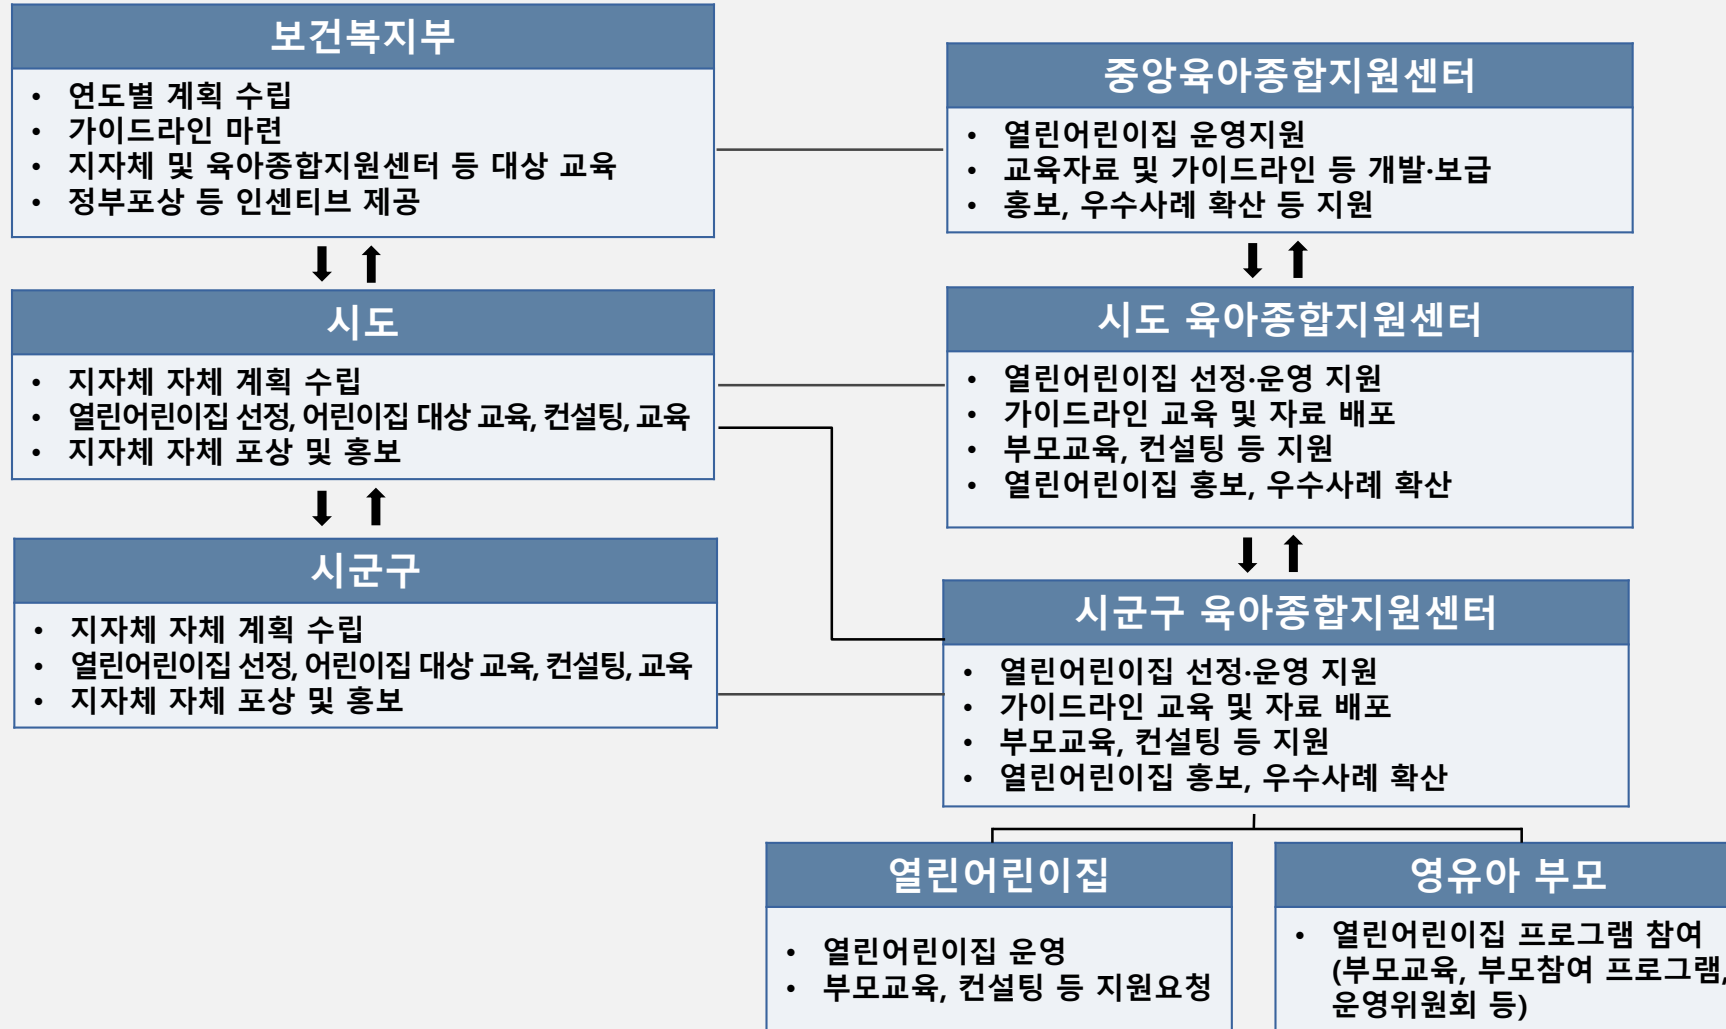 보건복지부
• 연도별 계획 수립
• 가이드라인 마련
• 지자체 및 육아종합지원센터 등 대상 교육
• 정부포상 등 인센티브 제공
중앙육아종합지원센터
• 열린어린이집 운영지원
• 교육자료 및 가이드라인 등 개발·보급
• 홍보, 우수사례 확산 등 지원
시도
• 지자체 자체 계획 수립
• 열린어린이집 선정, 어린이집 대상 교육, 컨설팅, 교육
• 지자체 자체 포상 및 홍보
시도 육아종합지원센터
• 열린어린이집 선정·운영 지원
• 가이드라인 교육 및 자료 배포
• 부모교육, 컨설팅 등 지원
• 열린어린이집 홍보, 우수사례 확산
시군구
• 지자체 자체 계획 수립
• 열린어린이집 선정, 어린이집 대상 교육, 컨설팅, 교육
• 지자체 자체 포상 및 홍보
시군구 육아종합지원센터
• 열린어린이집 선정·운영 지원
• 가이드라인 교육 및 자료 배포
• 부모교육, 컨설팅 등 지원
• 열린어린이집 홍보, 우수사례 확산
열린어린이집
• 열린어린이집 운영
• 부모교육, 컨설팅 등 지원요청
영유아 부모
• 열린어린이집 프로그램 참여
(부모교육, 부모참여 프로그램,
운영위원회 등)